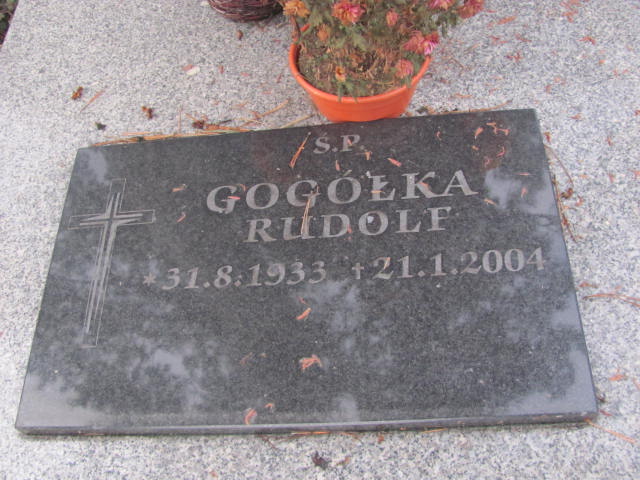 Ś.P.
GOGÓŁKA
RUDOLF
* 31.8.1933 + 21.1.2004